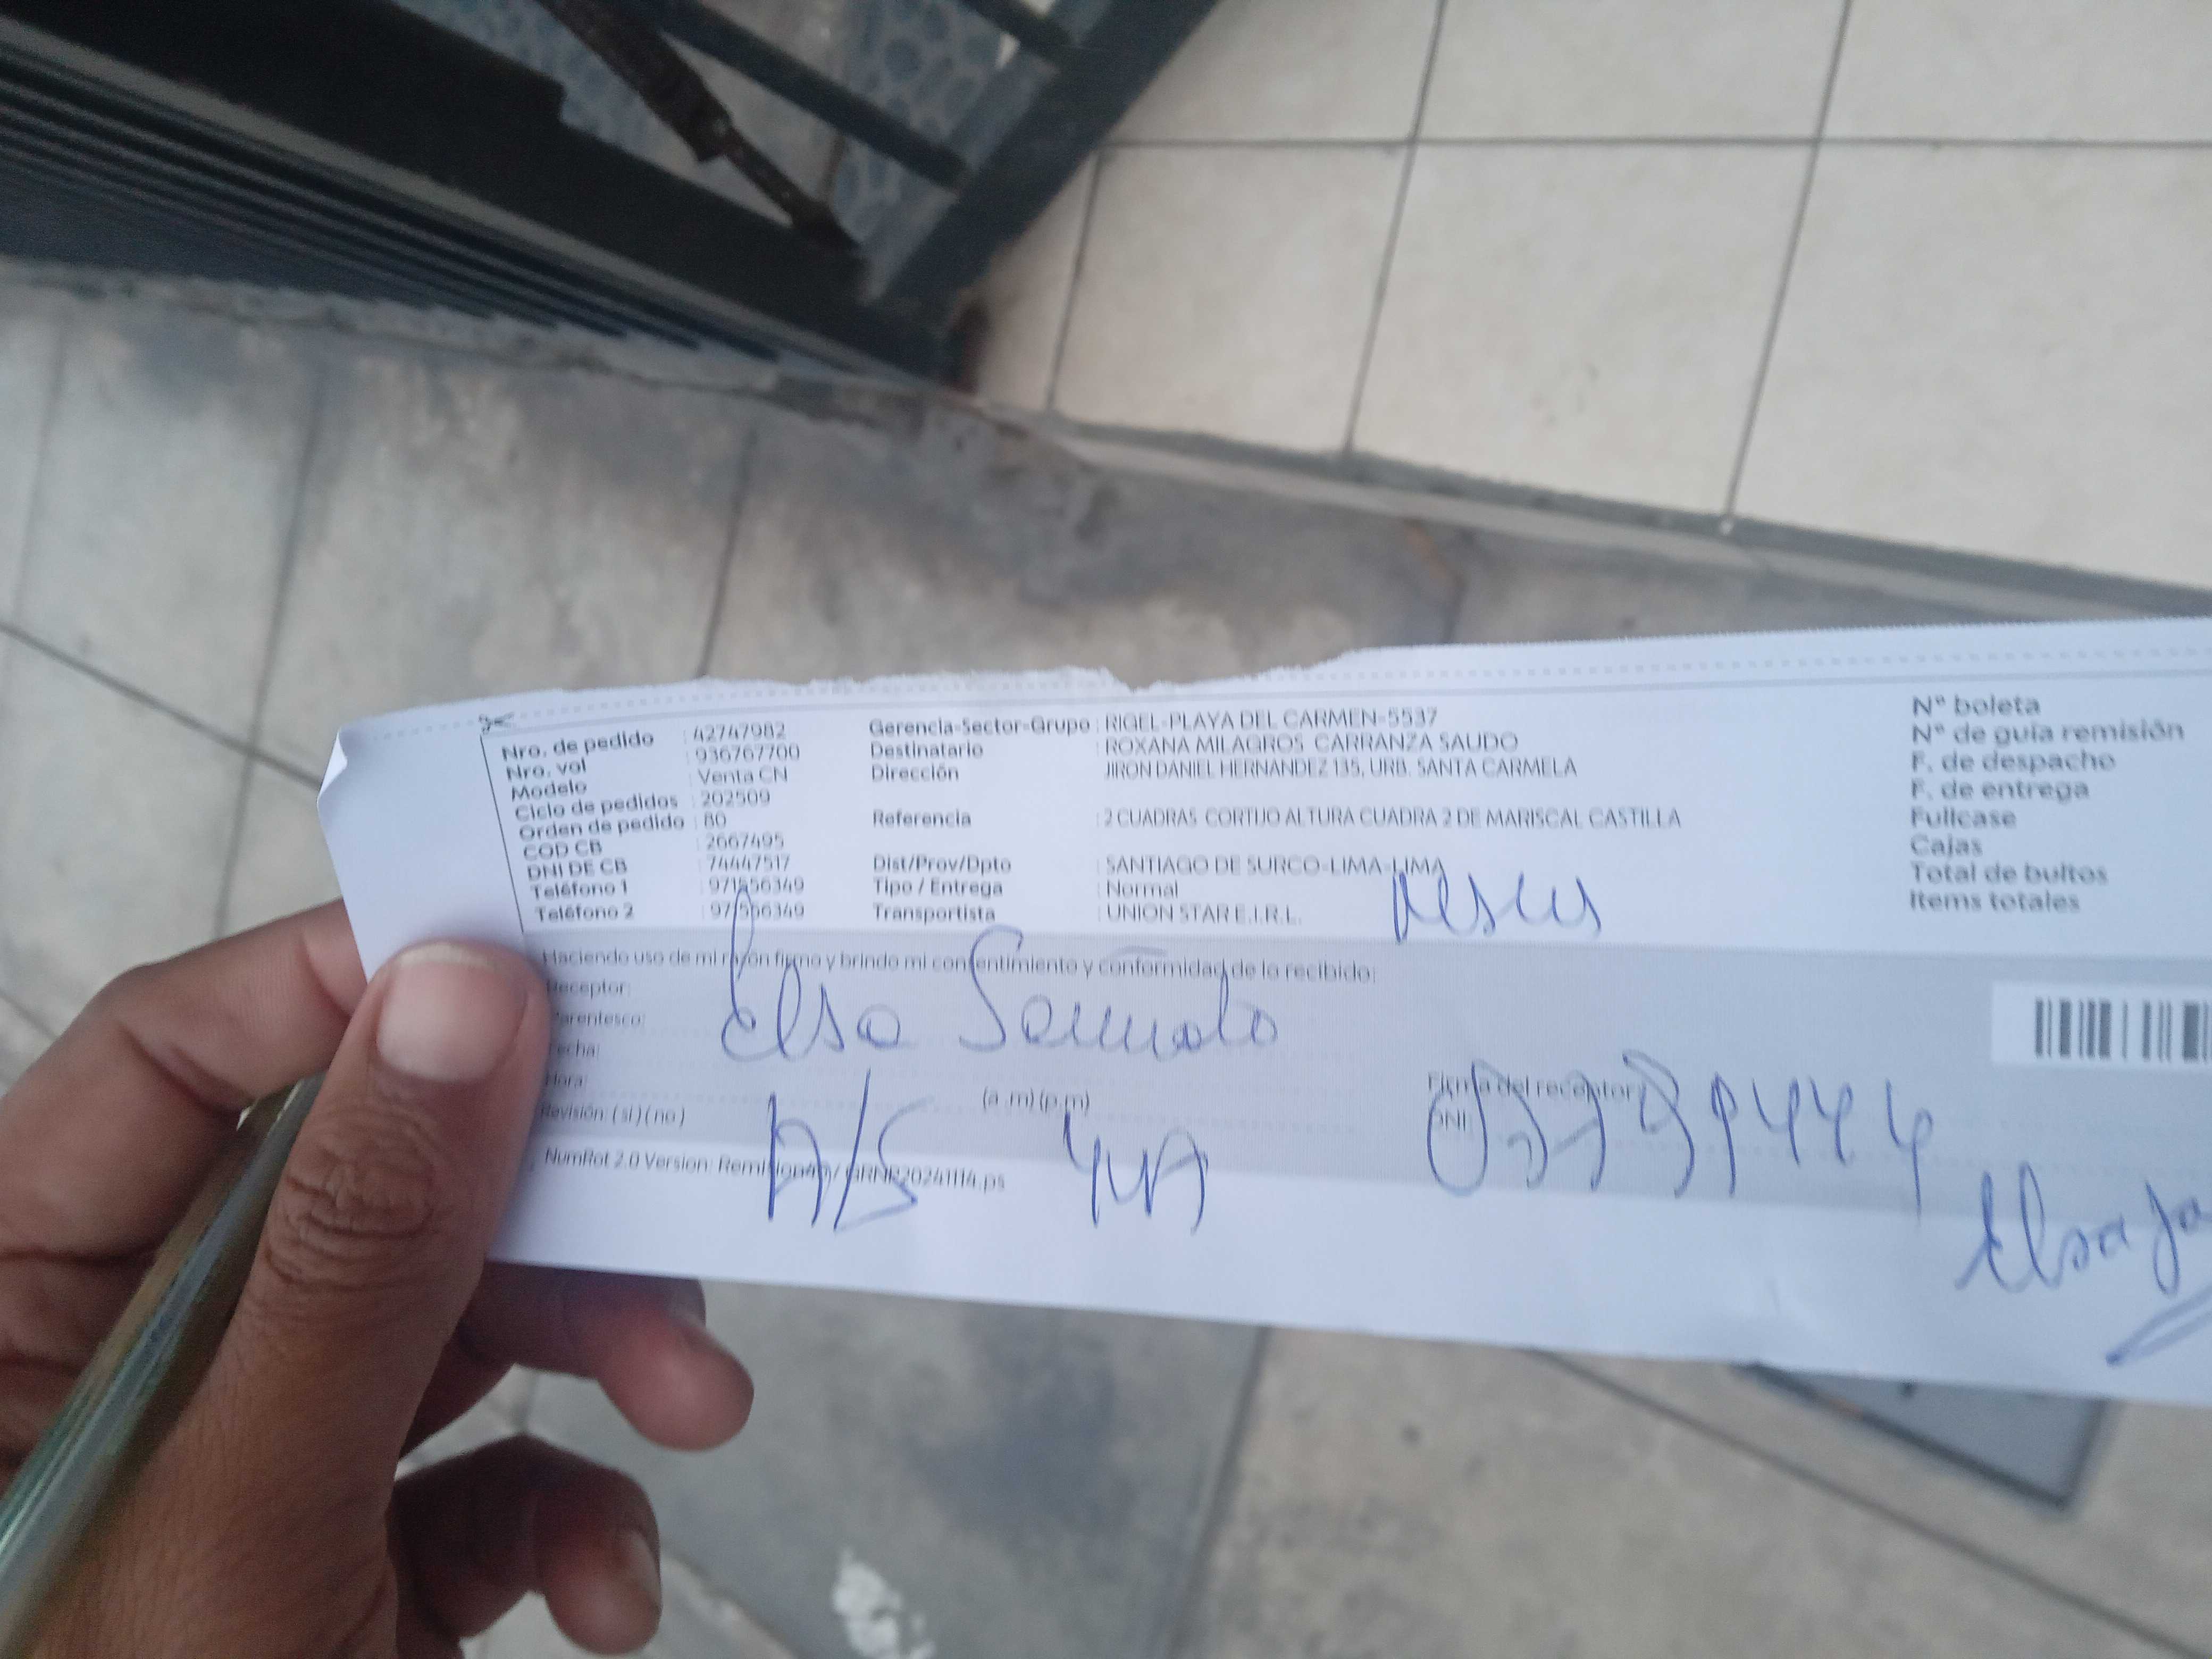 Nro. de pedido : 42747982
Nro. vol : 936767700
Modelo : Venta CN
Ciclo de pedidos : 202509
Orden de pedido : 80
COD CB : 2667495
DNI DE CB : 74447517
Teléfono 1 : 971556349
Teléfono 2 : 971556349
Gerencia-Sector-Grupo : RIGEL-PLAYA DEL CARMEN-5537
Destinatario : ROXANA MILAGROS CARRANZA SAUDO
Dirección : JIRON DANIEL HERNANDEZ 135, URB. SANTA CARMELA
Referencia : 2 CUADRAS CORTIJO ALTURA CUADRA 2 DE MARISCAL CASTILLA
Dist/Prov/Dpto : SANTIAGO DE SURCO-LIMA-LIMA
Tipo / Entrega : Normal
Transportista : UNION STAR E.I.R.L.
N° boleta
N° de guía remisión
F. de despacho
F. de entrega
Fullcase
Cajas
Total de bultos
Items totales
Haciendo uso de mi razón firmo y brindo mi consentimiento y conformidad de lo recibido:
Receptor:
Parentesco:
Elsa
Fecha:
Hora: (a .m) (p.m)
Revisión: ( si ) ( no )
Firma del receptor
DNI:
NumRot 2.0 Version: